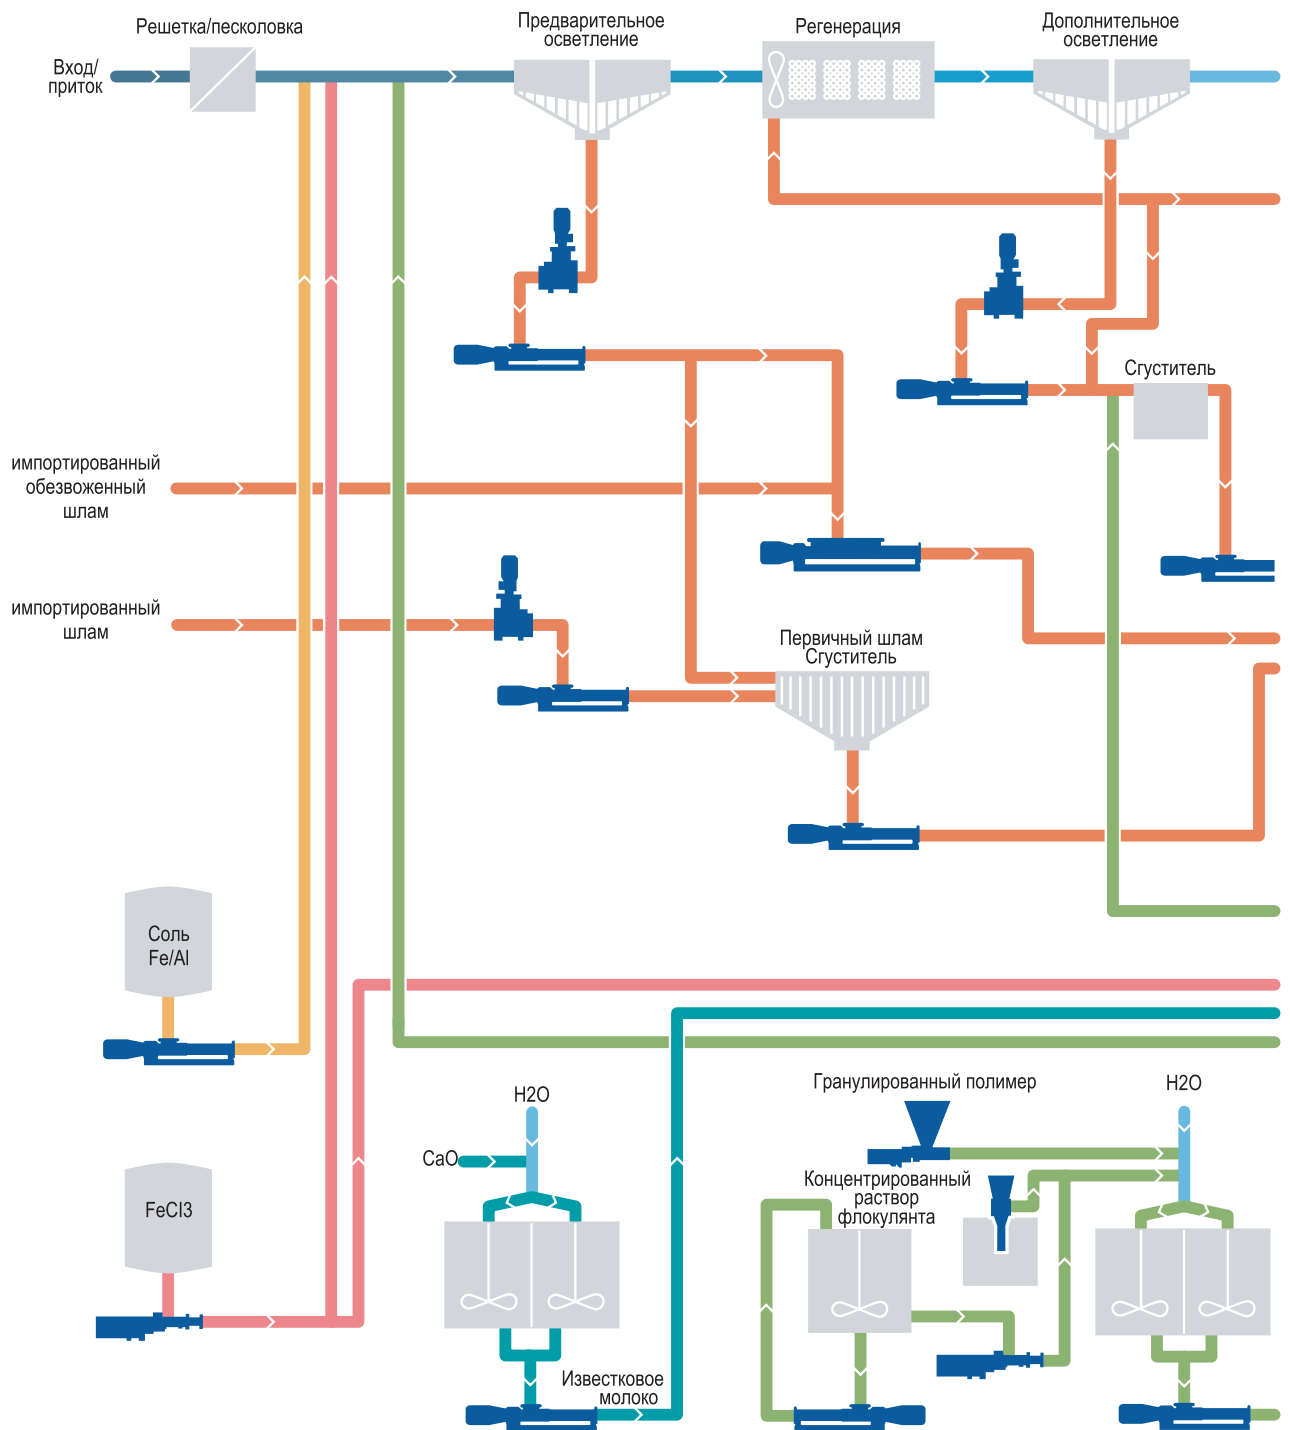 Решетка/песколовка
Предварительное
осветление
Регенерация
Дополнительное
осветление
Вход/
приток
Сгуститель
импортированный
обезвоженный
шлам
импортированный
шлам
Первичный шлам
Сгуститель
Соль
Fe/Al
FeCl3
H2O
CaO
Известковое
молоко
Гранулированный полимер
H2O
Концентрированный
раствор
флокулянта